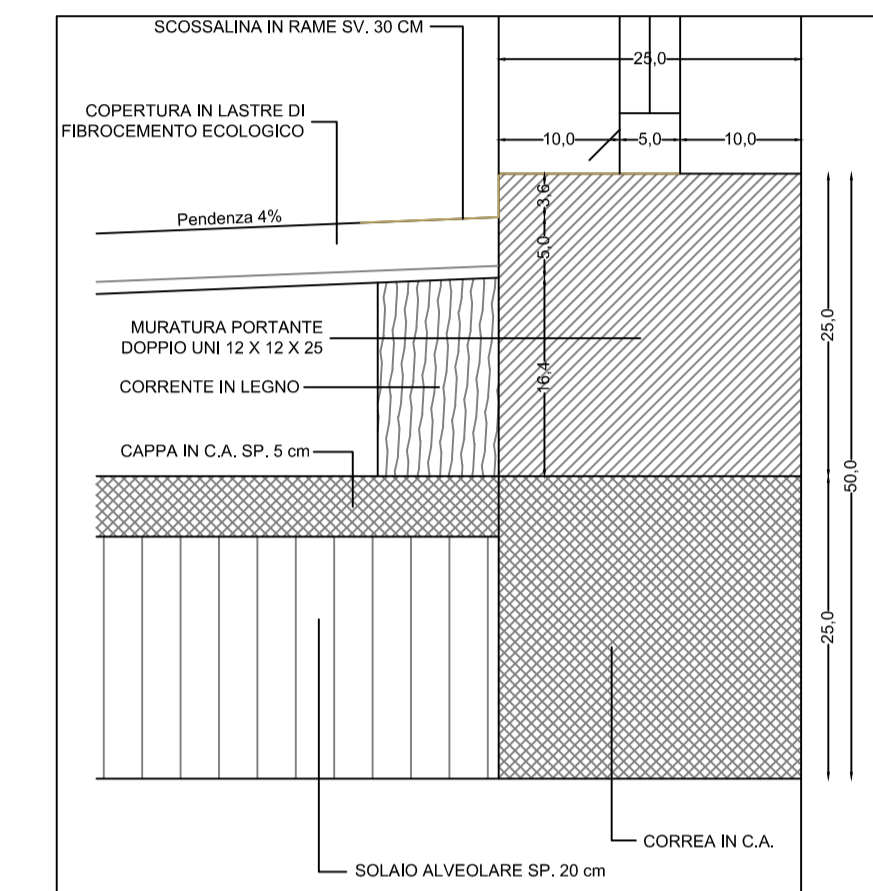 SCOSSALINA IN RAME SV. 30 CM
25,0
COPERTURA IN LASTRE DI
FIBROCEMENTO ECOLOGICO
10,0
5,0
10,0
3,6
Pendenza 4%
5,0
MURATURA PORTANTE
DOPPIO UNI 12 X 12 X 25
25,0
16,4
CORRENTE IN LEGNO
CAPPA IN C.A. SP. 5 cm
50,0
25,0
CORREA IN C.A.
SOLAIO ALVEOLARE SP. 20 cm